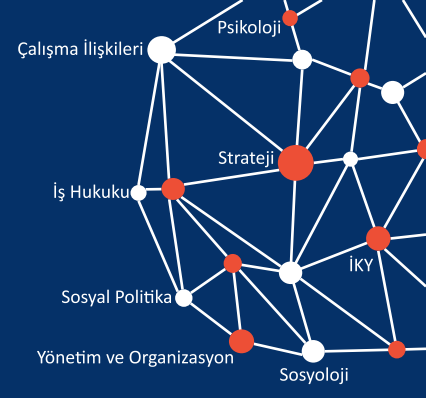 Psikoloji
Çalışma İlişkileri
Strateji
İş Hukuku
İKY
Sosyal Politika
Yönetim ve Organizasyon
Sosyoloji